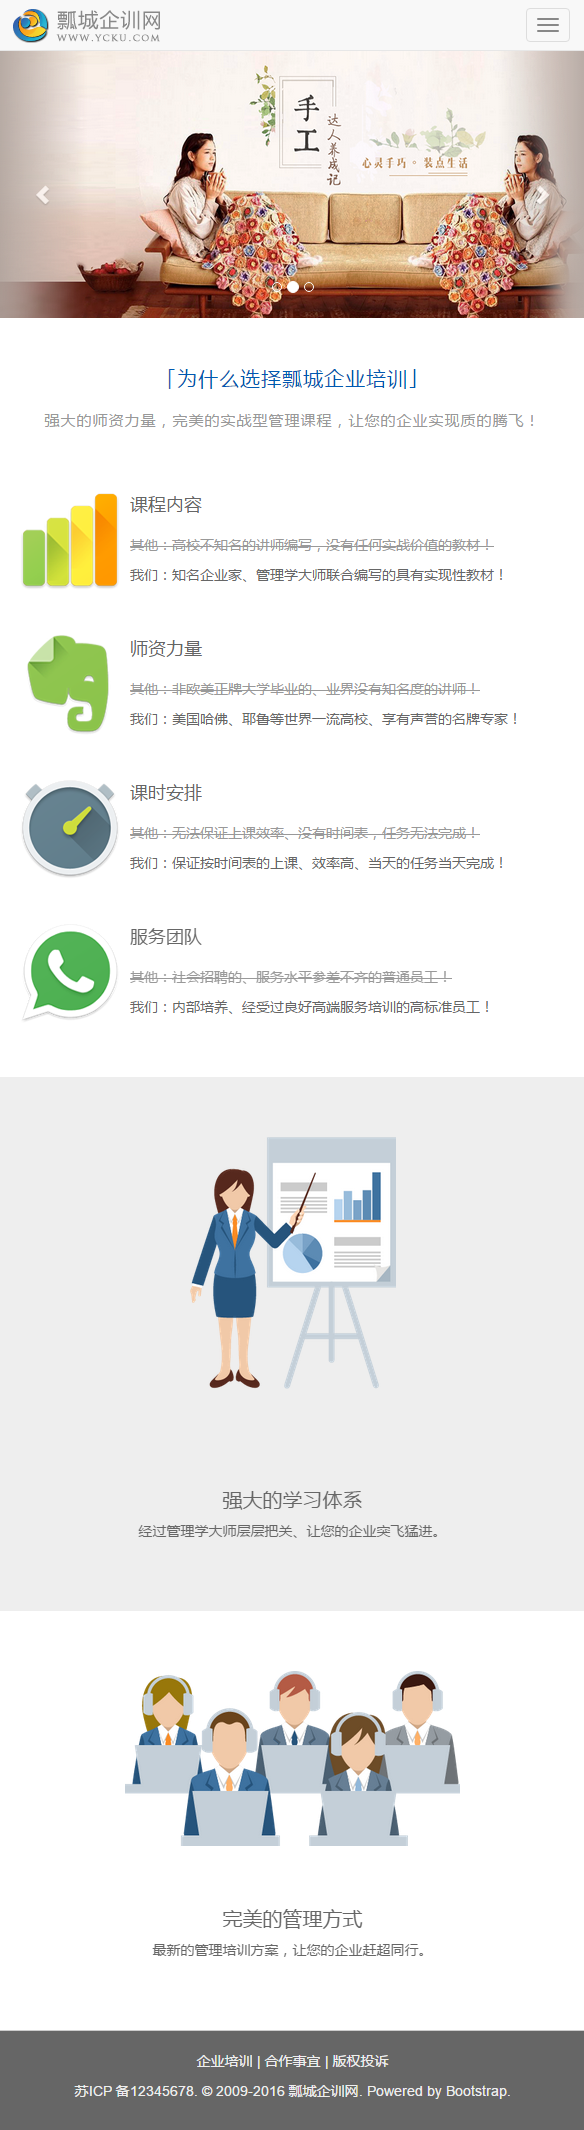 瓢城企训网
WWW.YCKU.COM
手工
达人养成记
心灵手巧 装点生活
「为什么选择瓢城企业培训」
强大的师资力量，完美的实战型管理课程，让您的企业实现质的腾飞！
课程内容
其他：高校不知名的讲师编写，没有任何实战价值的教材！
我们：知名企业家、管理学大师联合编写的具有实现性教材！
师资力量
其他：非欧美正牌大学毕业的、业界没有知名度的讲师！
我们：美国哈佛、耶鲁等世界一流高校、享有声誉的名牌专家！
课时安排
其他：无法保证上课效率、没有时间表，任务无法完成！
我们：保证按时间表的上课、效率高、当天的任务当天完成！
服务团队
其他：社会招聘的、服务水平参差不齐的普通员工！
我们：内部培养、经受过良好高端服务培训的高标准员工！
强大的学习体系
经过管理学大师层层把关、让您的企业突飞猛进。
完美的管理方式
最新的管理培训方案，让您的企业赶超同行。
企业培训 | 合作事宜 | 版权投诉
苏ICP 备12345678. © 2009-2016 瓢城企训网. Powered by Bootstrap.